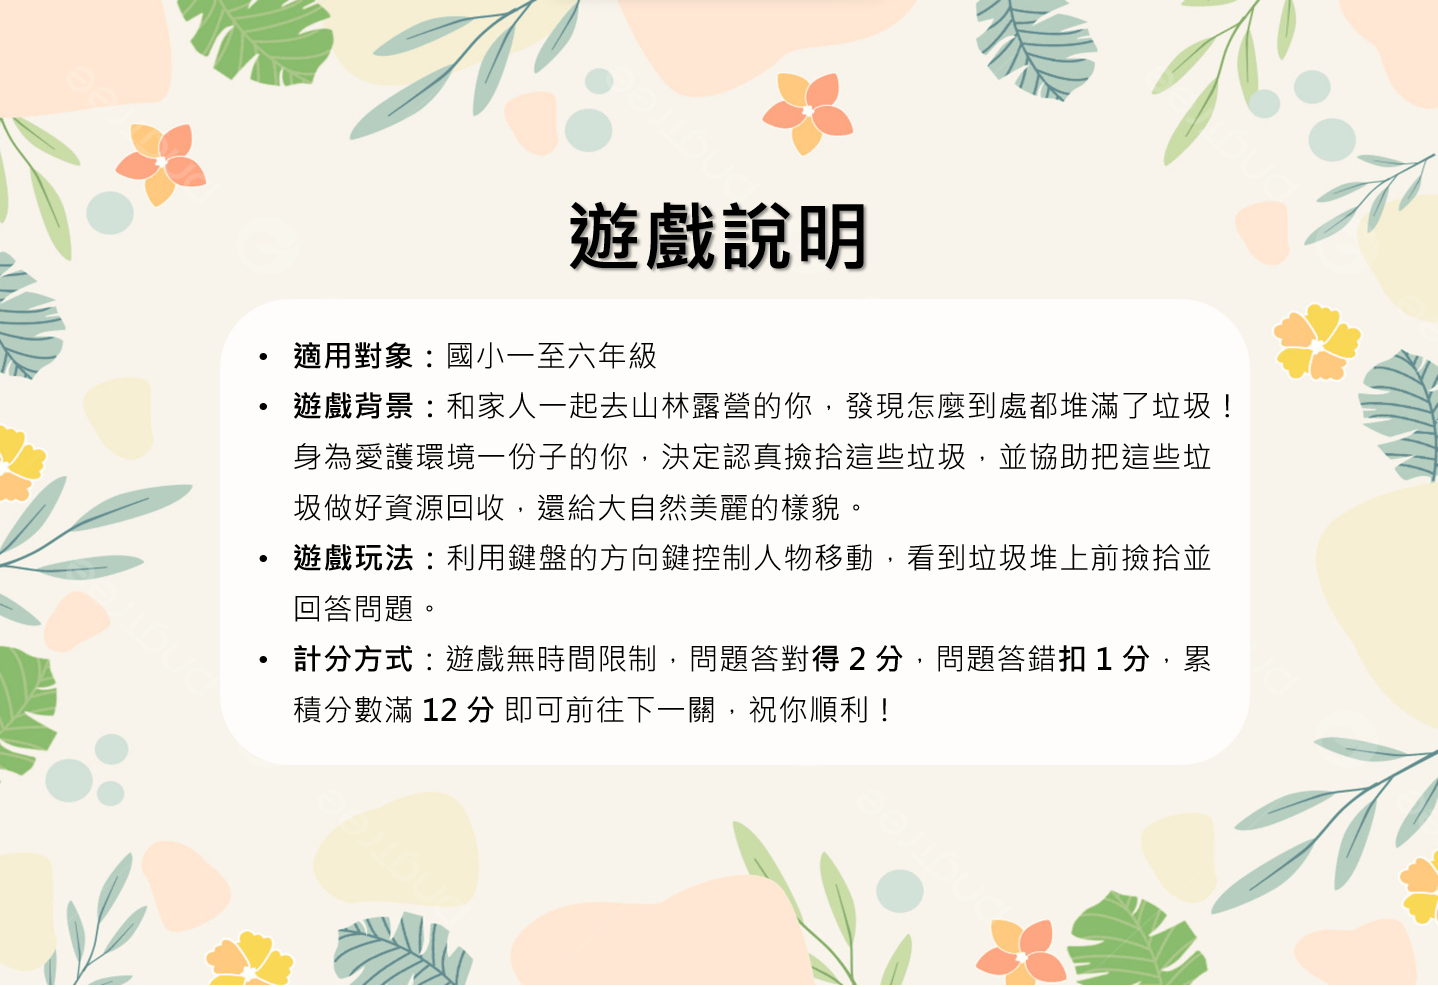 遊戲說明
• 適用對象：國小一至六年級
• 遊戲背景：和家人一起去山林露營的你，發現怎麼到處都堆滿了垃圾！
身為愛護環境一份子的你，決定認真撿拾這些垃圾，並協助把這些垃
圾做好資源回收，還給大自然美麗的樣貌。
• 遊戲玩法：利用鍵盤的方向鍵控制人物移動，看到垃圾堆上前撿拾並
回答問題。
• 計分方式：遊戲無時間限制，問題答對得 2 分，問題答錯扣 1 分，累
積分數滿 12 分 即可前往下一關，祝你順利！